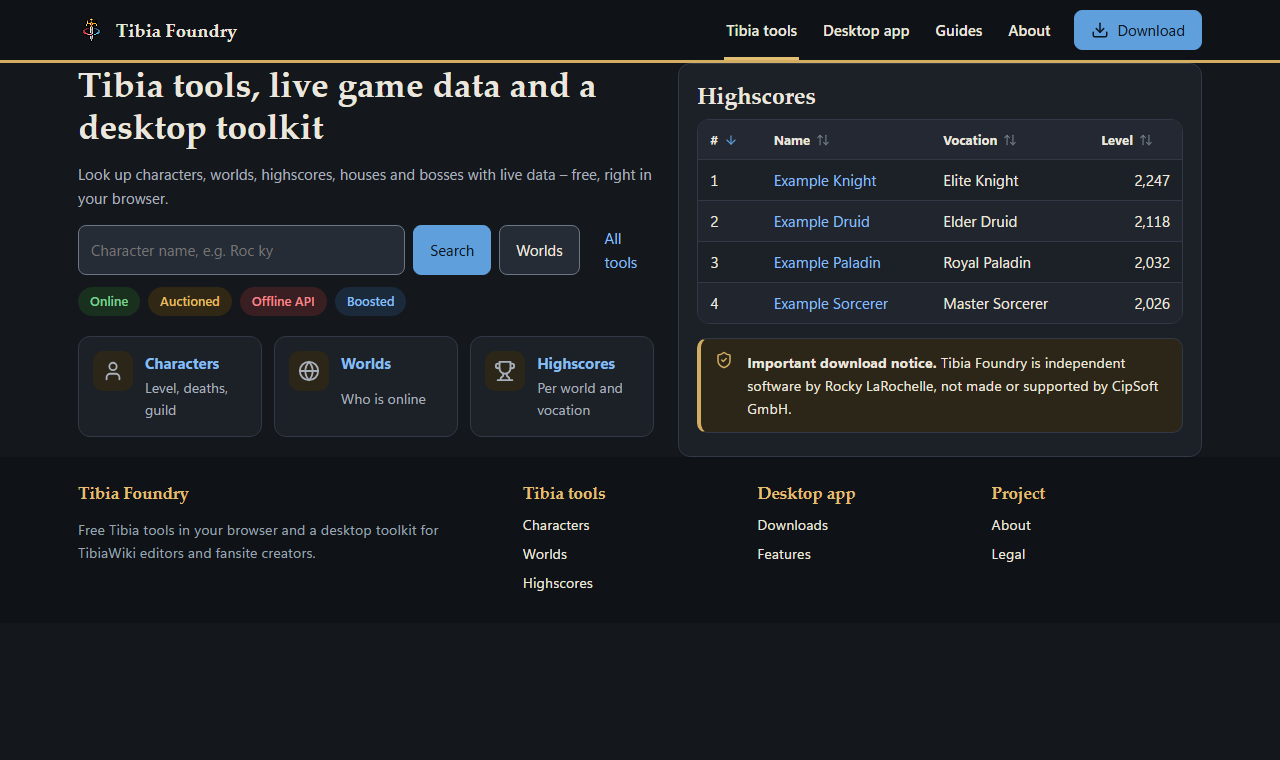 Tibia Foundry
Tibia tools
Desktop app
Guides
About
Download
Tibia tools, live game data and a
desktop toolkit
Look up characters, worlds, highscores, houses and bosses with live data – free, right in
your browser.
Character name, e.g. Roc ky
Search
Worlds
All
tools
Online
Auctioned
Offline API
Boosted
Characters
Level, deaths,
guild
Worlds
Who is online
Highscores
Per world and
vocation
Highscores
# Name Vocation Level
1 Example Knight Elite Knight 2,247
2 Example Druid Elder Druid 2,118
3 Example Paladin Royal Paladin 2,032
4 Example Sorcerer Master Sorcerer 2,026
Important download notice. Tibia Foundry is independent
software by Rocky LaRochelle, not made or supported by CipSoft
GmbH.
Tibia Foundry
Free Tibia tools in your browser and a desktop toolkit for
TibiaWiki editors and fansite creators.
Tibia tools
Characters
Worlds
Highscores
Desktop app
Downloads
Features
Project
About
Legal